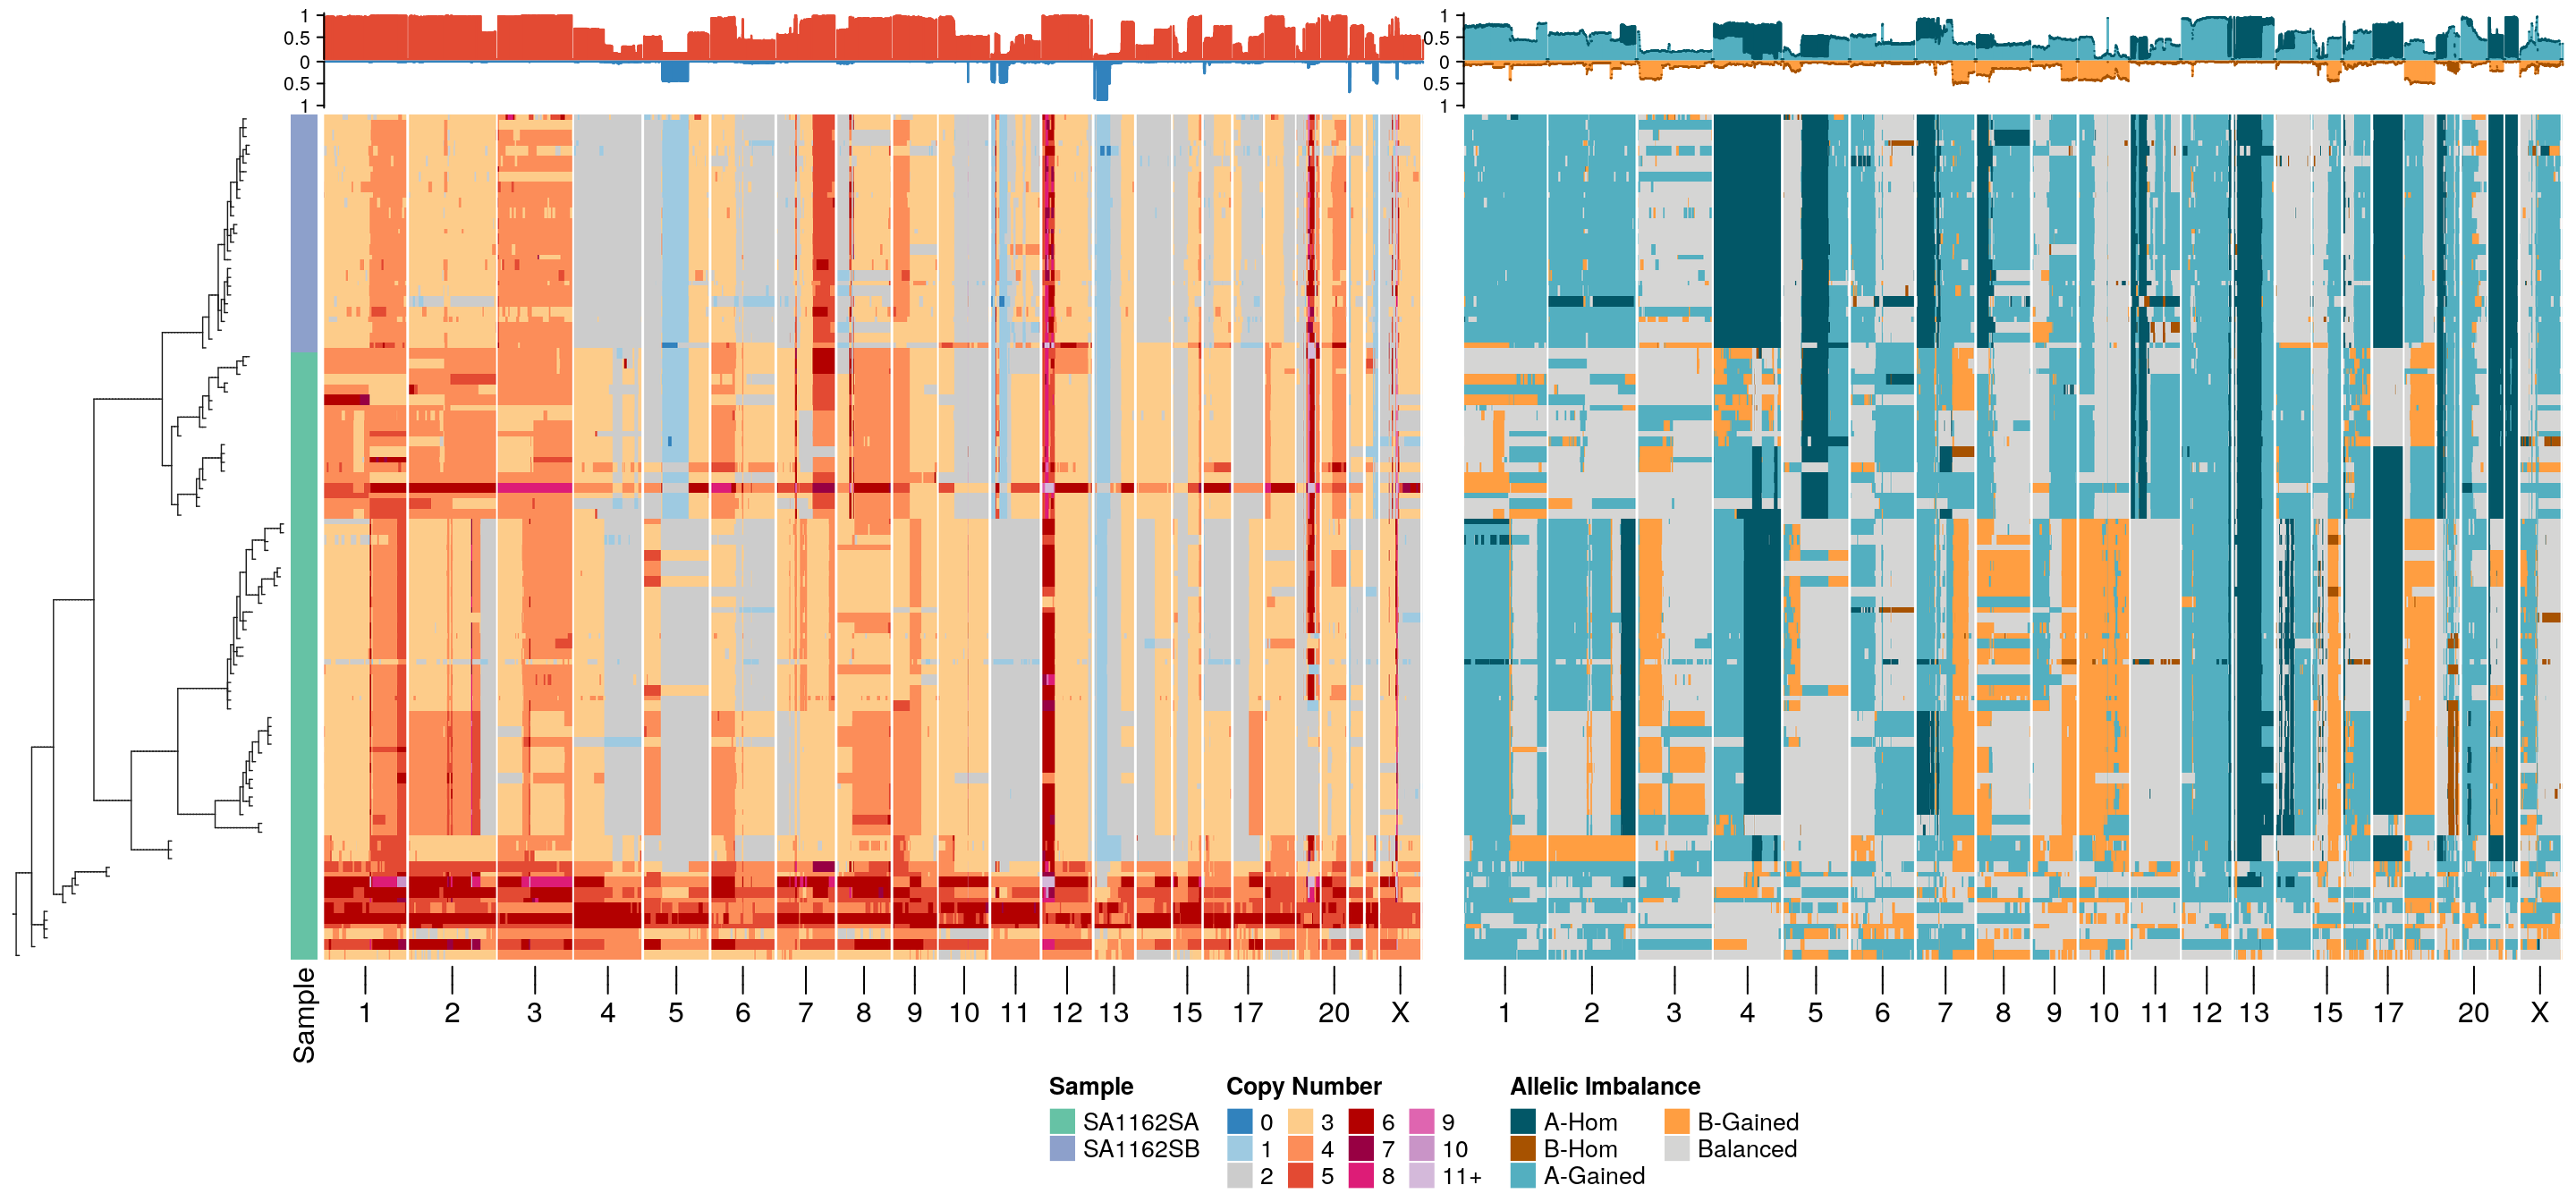 1 1
0.5 0.5
0 0
0.5 0.5
1 1
Sample
1 2 3 4 5 6 7 8 9 10 11 12 13 15 17 20 X 1 2 3 4 5 6 7 8 9 10 11 12 13 15 17 20 X
Sample Copy Number Allelic Imbalance
SA1162SA 0 3 6 9 A-Hom B-Gained
SA1162SB 1 4 7 10 B-Hom Balanced
2 5 8 11+ A-Gained